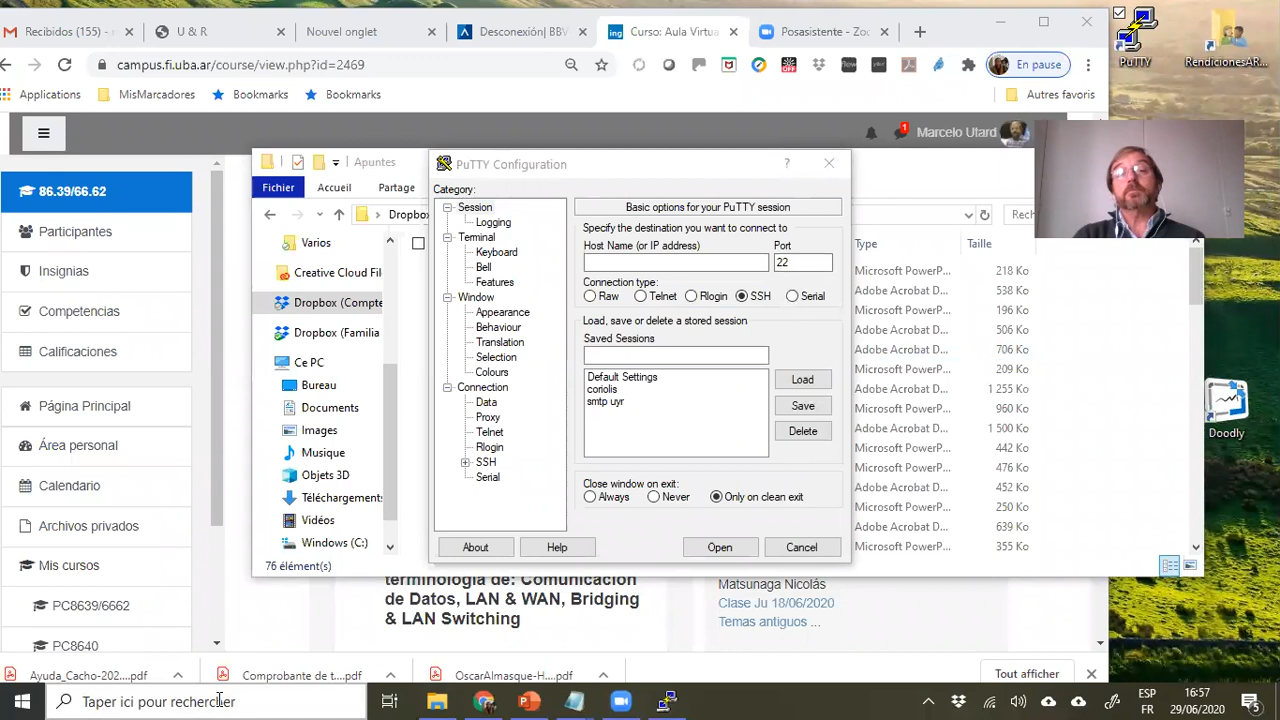 Recibidos (155) -
U & R
Nouvel onglet
Desconexión| BBV
Curso: Aula Virtua
Posasistente - Zoo
PuTTY
RendicionesAR...
campus.fi.uba.ar/course/view.php?id=2469
En pause
Applications
MisMarcadores
Bookmarks
Bookmarks
Autres favoris
1
Marcelo Utard
86.39/66.62
Participantes
Insignias
Competencias
Calificaciones
Página Principal
Área personal
Calendario
Archivos privados
Mis cursos
PC8639/6662
PC8640
Apuntes
Fichier
Accueil
Partage
Dropbox
Rech
Varios
Creative Cloud Fil
Dropbox (Compte
Dropbox (Familia
Ce PC
Bureau
Documents
Images
Musique
Objets 3D
Téléchargement
Vidéos
Windows (C:)
76 élément(s)
PuTTY Configuration
?
Category:
Session
Logging
Terminal
Keyboard
Bell
Features
Window
Appearance
Behaviour
Translation
Selection
Colours
Connection
Data
Proxy
Telnet
Rlogin
SSH
Serial
Basic options for your PuTTY session
Specify the destination you want to connect to
Host Name (or IP address)
Port
22
Connection type:
Raw
Telnet
Rlogin
SSH
Serial
Load, save or delete a stored session
Saved Sessions
Default Settings
coriolis
smtp uyr
Load
Save
Delete
Close window on exit:
Always
Never
Only on clean exit
About
Help
Open
Cancel
Type
Taille
Microsoft PowerP...
218 Ko
Adobe Acrobat D...
538 Ko
Microsoft PowerP...
196 Ko
Adobe Acrobat D...
506 Ko
Adobe Acrobat D...
706 Ko
Microsoft PowerP...
209 Ko
Adobe Acrobat D...
1 255 Ko
Microsoft PowerP...
960 Ko
Adobe Acrobat D...
1 500 Ko
Microsoft PowerP...
442 Ko
Microsoft PowerP...
476 Ko
Adobe Acrobat D...
452 Ko
Microsoft PowerP...
250 Ko
Adobe Acrobat D...
639 Ko
Microsoft PowerP...
355 Ko
Doodly
terminología de: Comunicación
de Datos, LAN & WAN, Bridging
& LAN Switching
Matsunaga Nicolás
Clase Ju 18/06/2020
Temas antiguos ...
Ayuda_Cacho-202....pdf
Comprobante de t....pdf
OscarAlmasque-H....pdf
Tout afficher
Taper ici pour rechercher
ESP
FR
16:57
29/06/2020
5